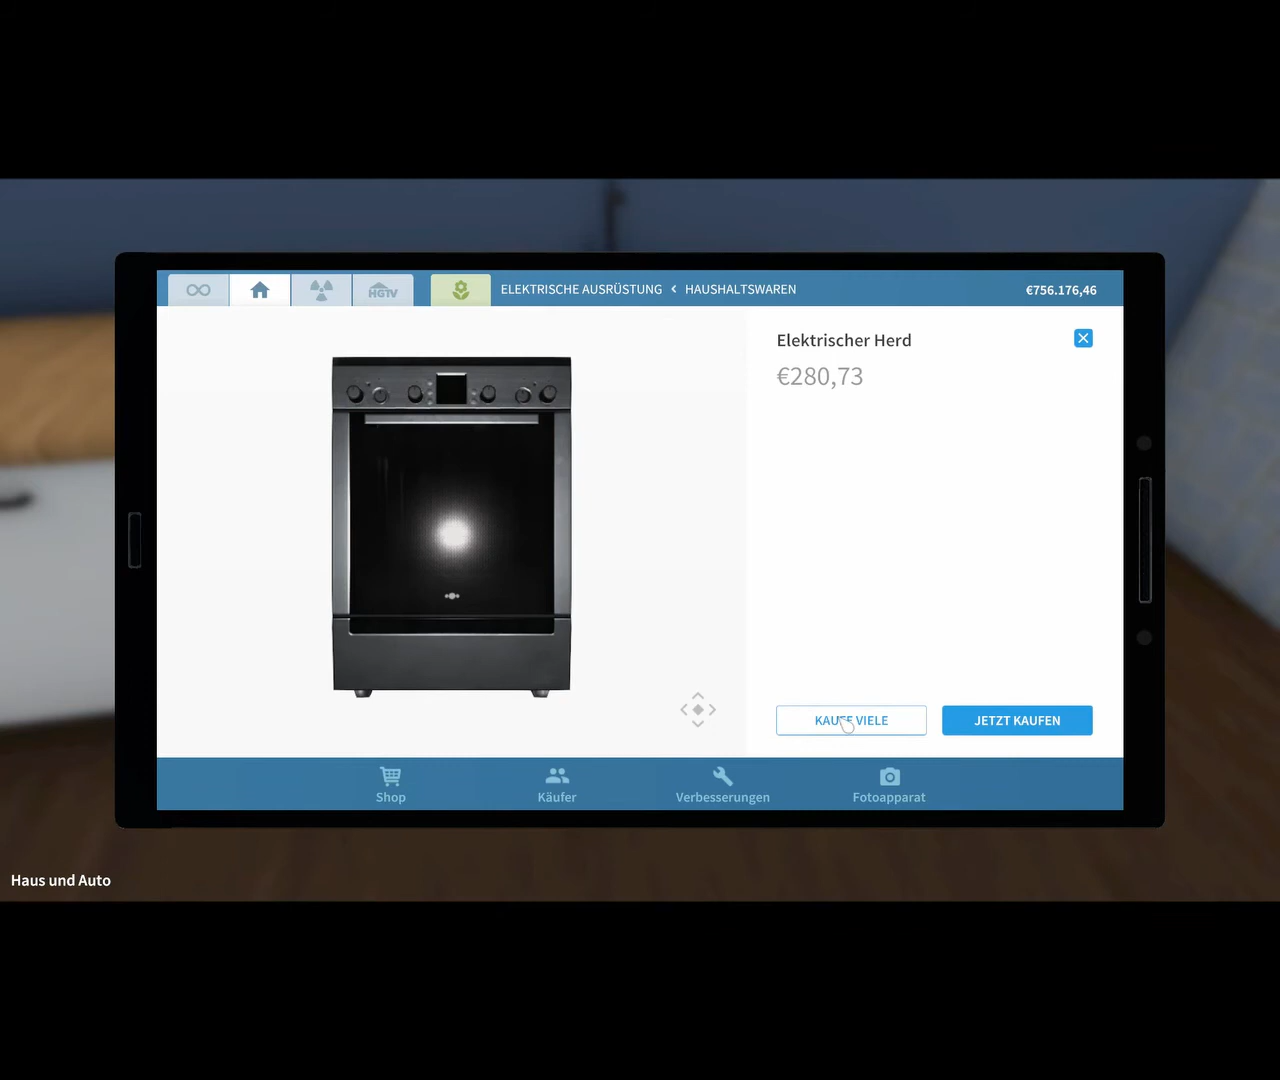 HGTV
ELEKTRISCHE AUSRÜSTUNG < HAUSHALTSWAREN
€756.176,46
Elektrischer Herd
€280,73
KAUFE VIELE
JETZT KAUFEN
Shop
Käufer
Verbesserungen
Fotoapparat
Haus und Auto